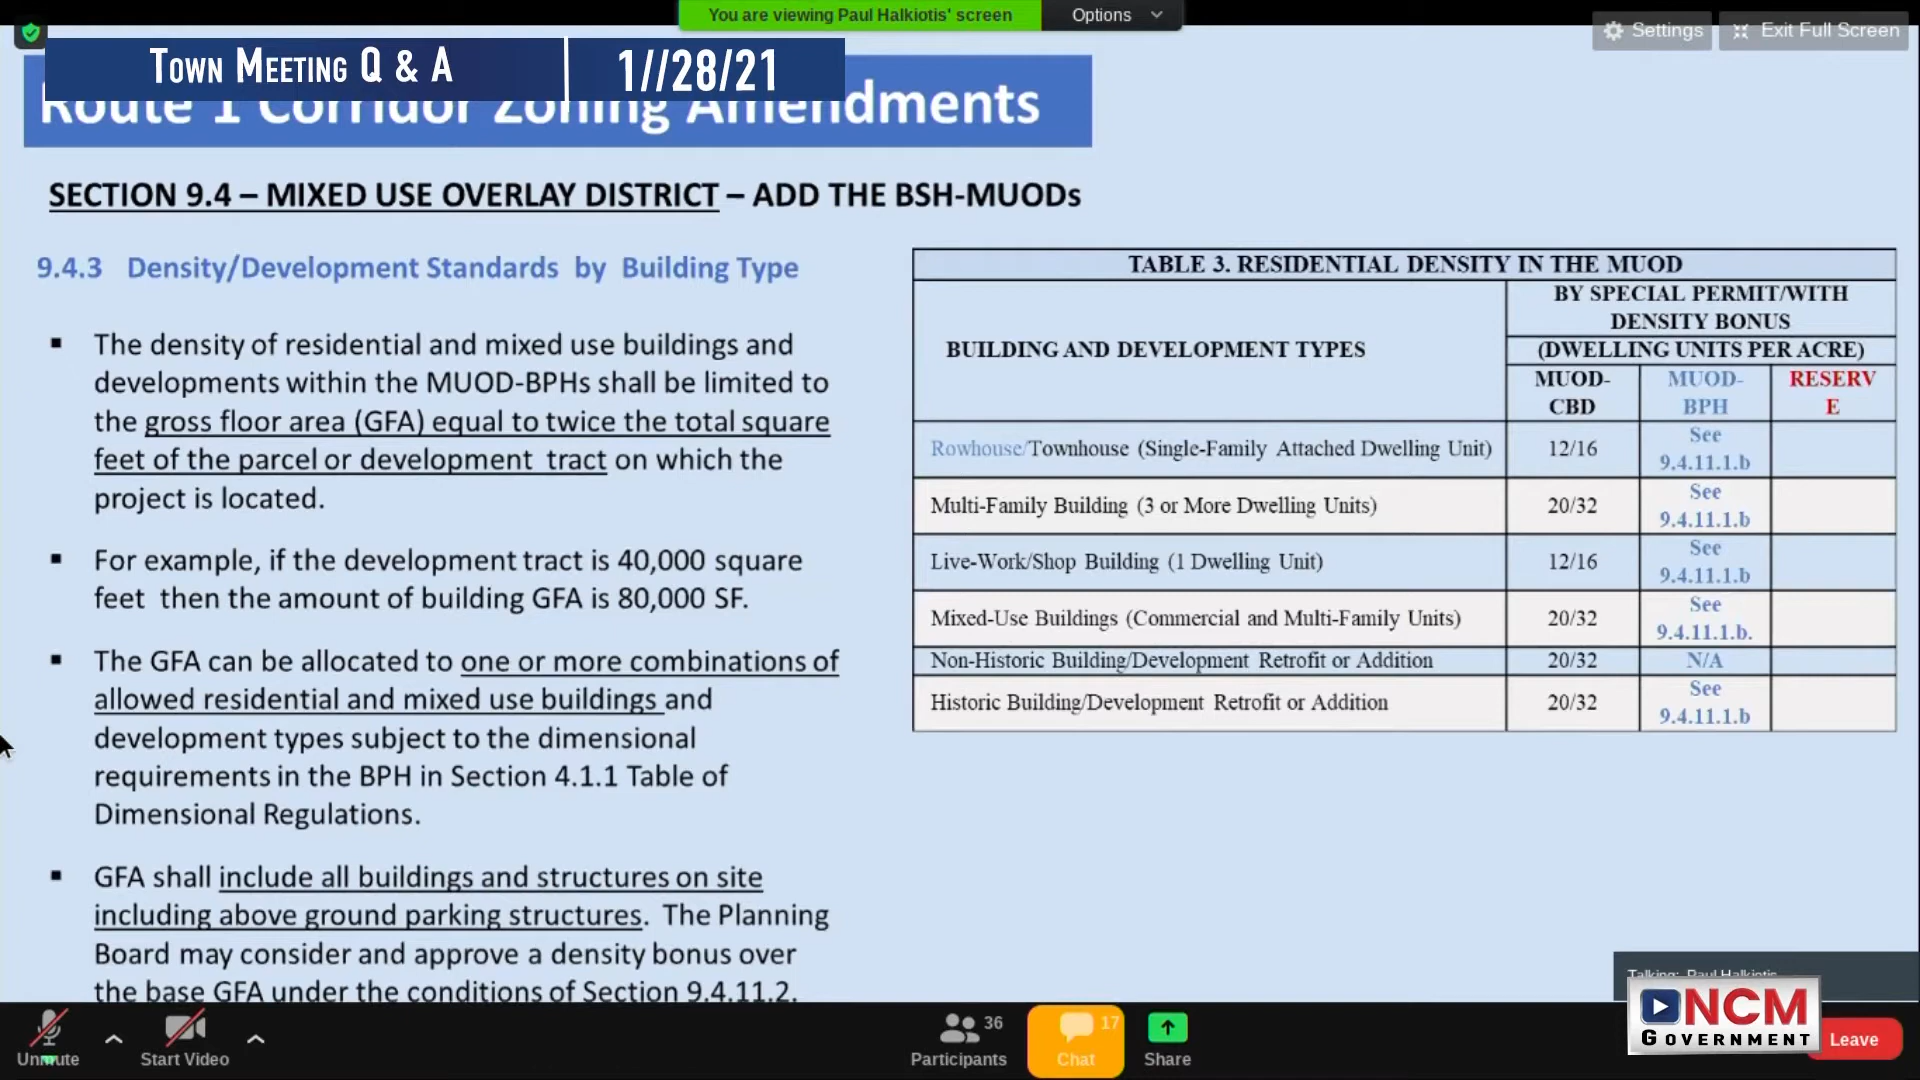 You are viewing Paul Halkiotis' screen
Options
Settings
Exit Full Screen
Town Meeting Q & A
1//28/21
Route 1 Corridor Zoning Amendments
SECTION 9.4 – MIXED USE OVERLAY DISTRICT – ADD THE BSH-MUODs
9.4.3 Density/Development Standards by Building Type
▪ The density of residential and mixed use buildings and
developments within the MUOD-BPHs shall be limited to
the gross floor area (GFA) equal to twice the total square
feet of the parcel or development tract on which the
project is located.
▪ For example, if the development tract is 40,000 square
feet then the amount of building GFA is 80,000 SF.
▪ The GFA can be allocated to one or more combinations of
allowed residential and mixed use buildings and
development types subject to the dimensional
requirements in the BPH in Section 4.1.1 Table of
Dimensional Regulations.
▪ GFA shall include all buildings and structures on site
including above ground parking structures. The Planning
Board may consider and approve a density bonus over
the base GFA under the conditions of Section 9.4.11.2.
TABLE 3. RESIDENTIAL DENSITY IN THE MUOD
BUILDING AND DEVELOPMENT TYPES
BY SPECIAL PERMIT/WITH
DENSITY BONUS
(DWELLING UNITS PER ACRE)
MUOD-
CBD
MUOD-
BPH
RESERV
E
Rowhouse/Townhouse (Single-Family Attached Dwelling Unit)
12/16
See
9.4.11.1.b
Multi-Family Building (3 or More Dwelling Units)
20/32
See
9.4.11.1.b
Live-Work/Shop Building (1 Dwelling Unit)
12/16
See
9.4.11.1.b
Mixed-Use Buildings (Commercial and Multi-Family Units)
20/32
See
9.4.11.1.b.
Non-Historic Building/Development Retrofit or Addition
20/32
N/A
Historic Building/Development Retrofit or Addition
20/32
See
9.4.11.1.b
Talking: Paul Halkiotis
NCM
Government
Unmute
Start Video
36
Participants
17
Chat
Share
Leave